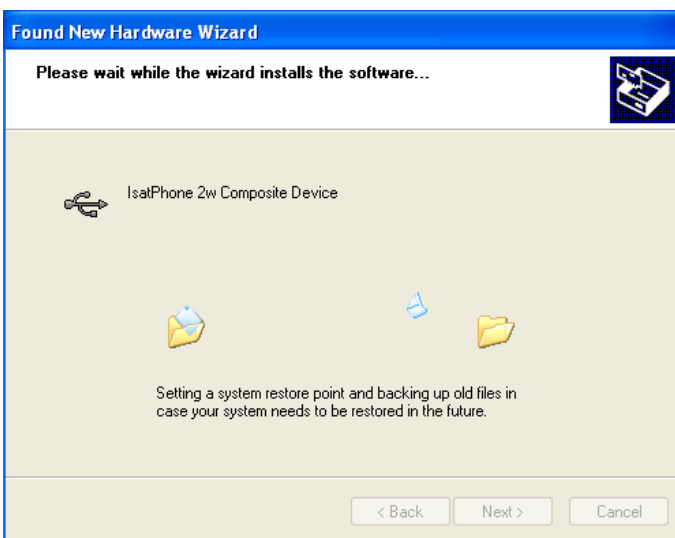 Found New Hardware Wizard
Please wait while the wizard installs the software...
IsatPhone 2w Composite Device
Setting a system restore point and backing up old files in
case your system needs to be restored in the future.
< Back Next > Cancel